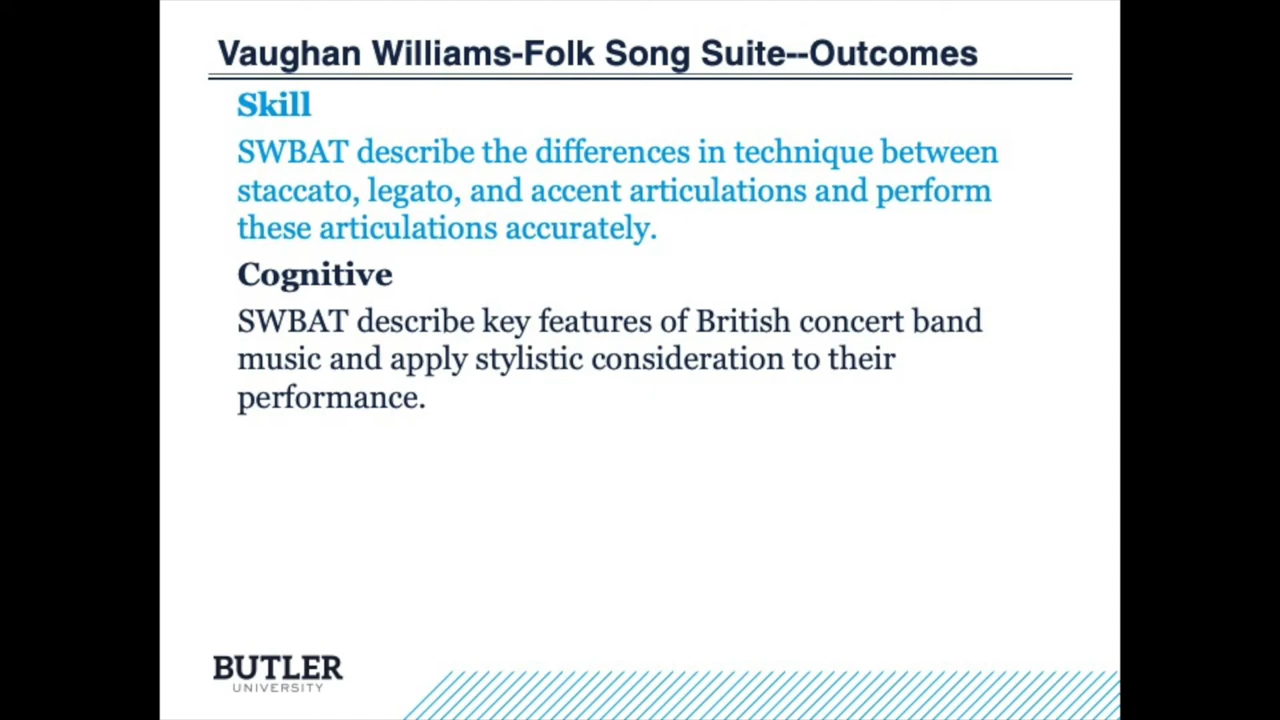 Vaughan Williams-Folk Song Suite--Outcomes
Skill
SWBAT describe the differences in technique between
staccato, legato, and accent articulations and perform
these articulations accurately.
Cognitive
SWBAT describe key features of British concert band
music and apply stylistic consideration to their
performance.
BUTLER
UNIVERSITY